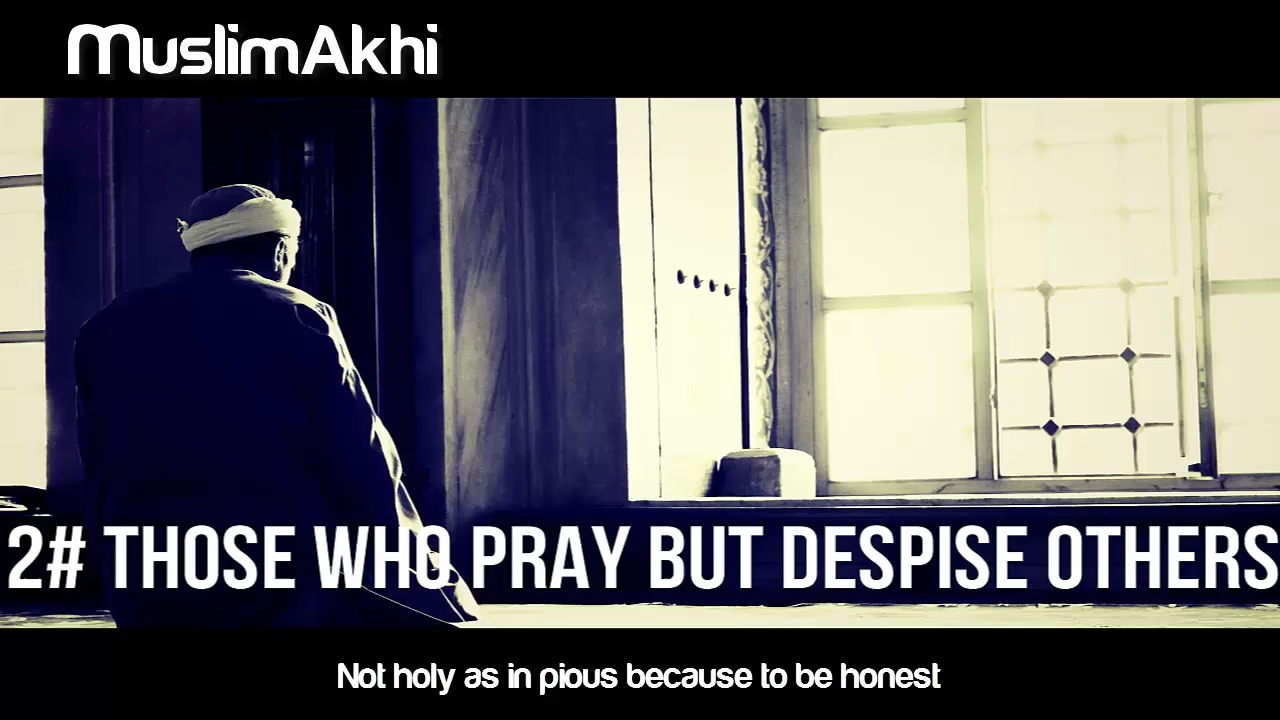 MuslimAkhi
2# THOSE WHO PRAY BUT DESPISE OTHERS
Not holy as in pious because to be honest